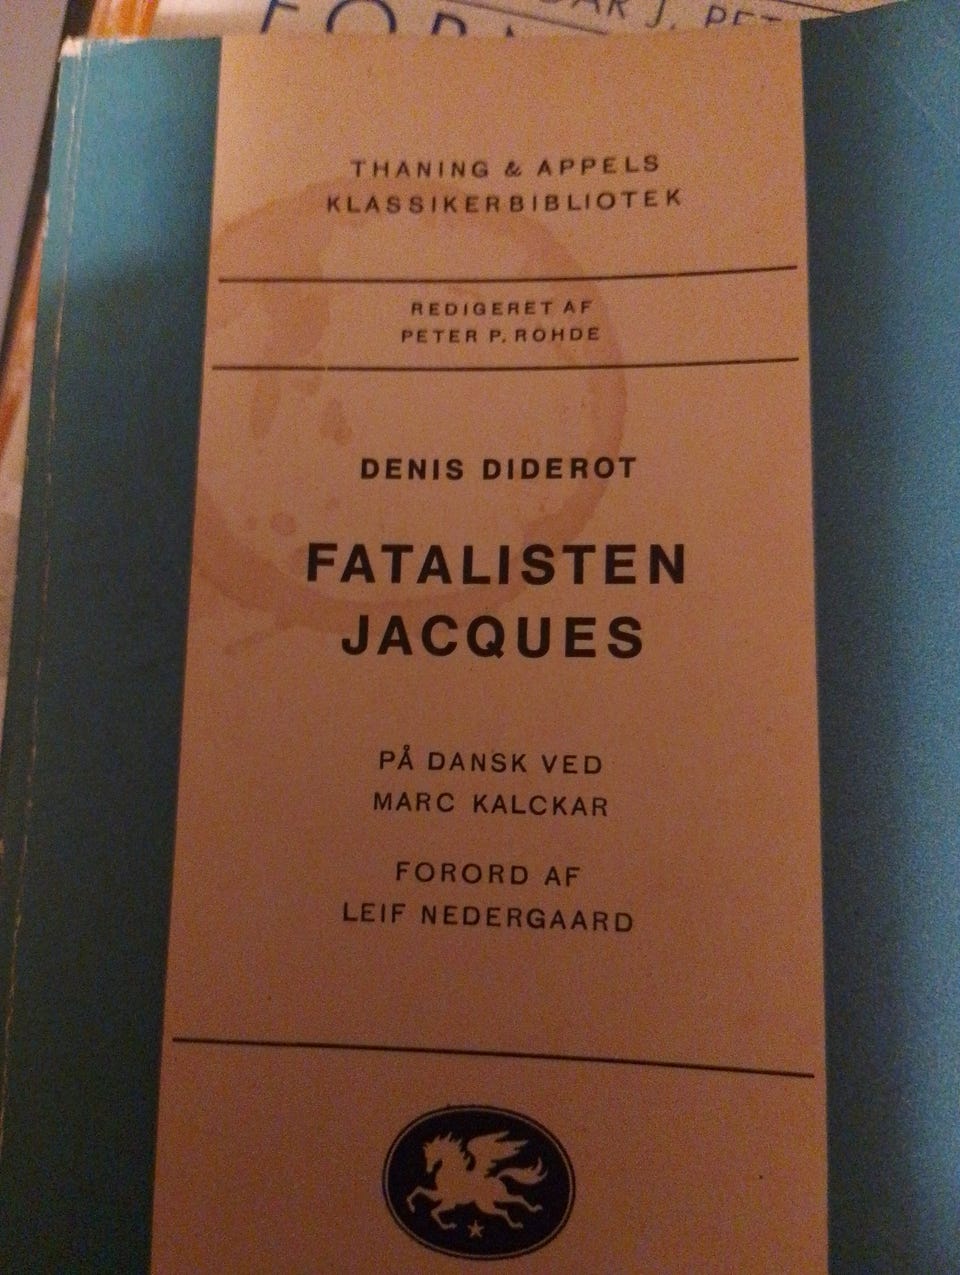 J. PET
THANING & APPELS
KLASSIKERBIBLIOTEK
REDIGERET AF
PETER P. ROHDE
DENIS DIDEROT
FATALISTEN
JACQUES
PÅ DANSK VED
MARC KALCKAR
FORORD AF
LEIF NEDERGAARD